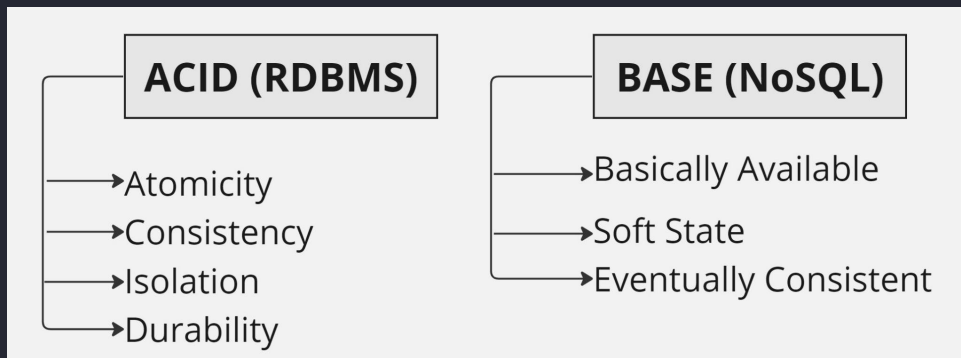 ACID (RDBMS)
Atomicity
Consistency
Isolation
Durability
BASE (NoSQL)
Basically Available
Soft State
Eventually Consistent